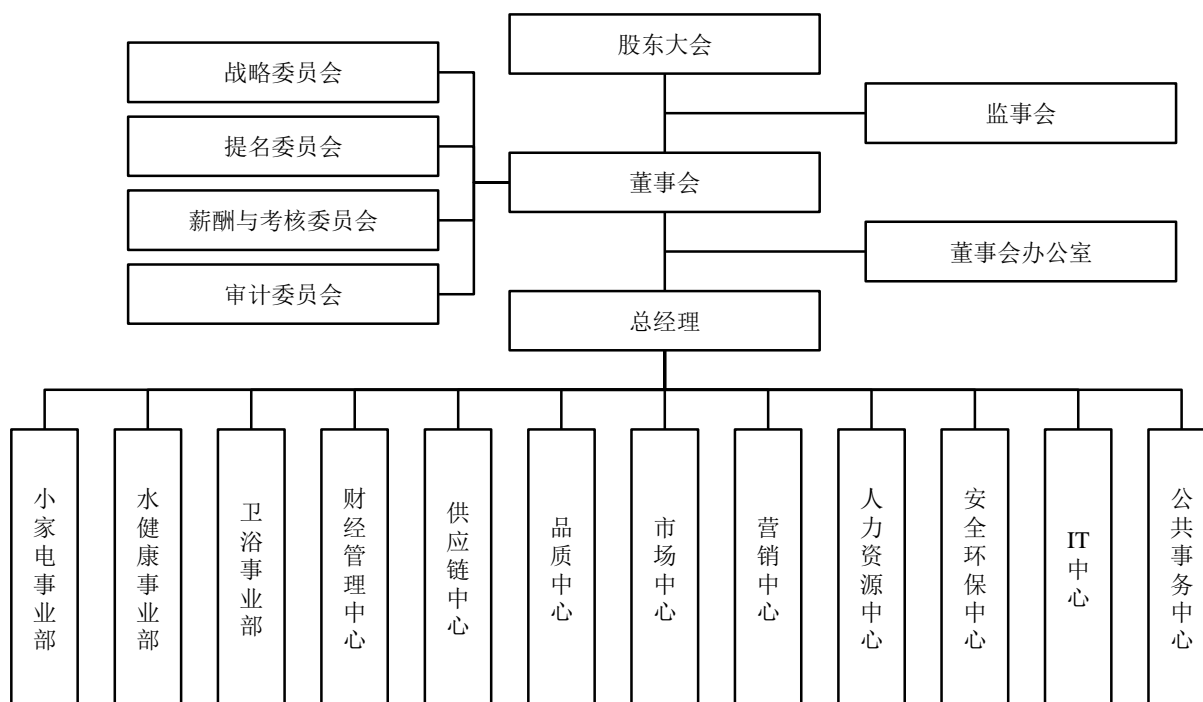 股东大会
战略委员会
监事会
提名委员会
董事会
薪酬与考核委员会
董事会办公室
审计委员会
总经理
小家电事业部
水健康事业部
卫浴事业部
财经管理中心
供应链中心
品质中心
市场中心
营销中心
人力资源中心
安全环保中心
IT中心
公共事务中心